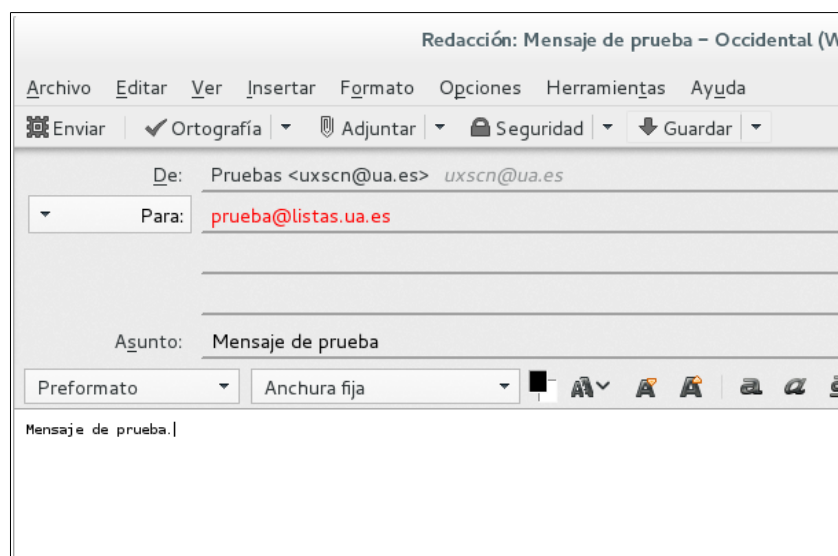 Redacción: Mensaje de prueba – Occidental (W
Archivo Editar Ver Insertar Formato Opciones Herramientas Ayuda
Enviar Ortografía Adjuntar Seguridad Guardar
De: Pruebas <uxscn@ua.es> uxscn@ua.es
Para: prueba@listas.ua.es
Asunto: Mensaje de prueba
Preformato Anchura fija
Mensaje de prueba.